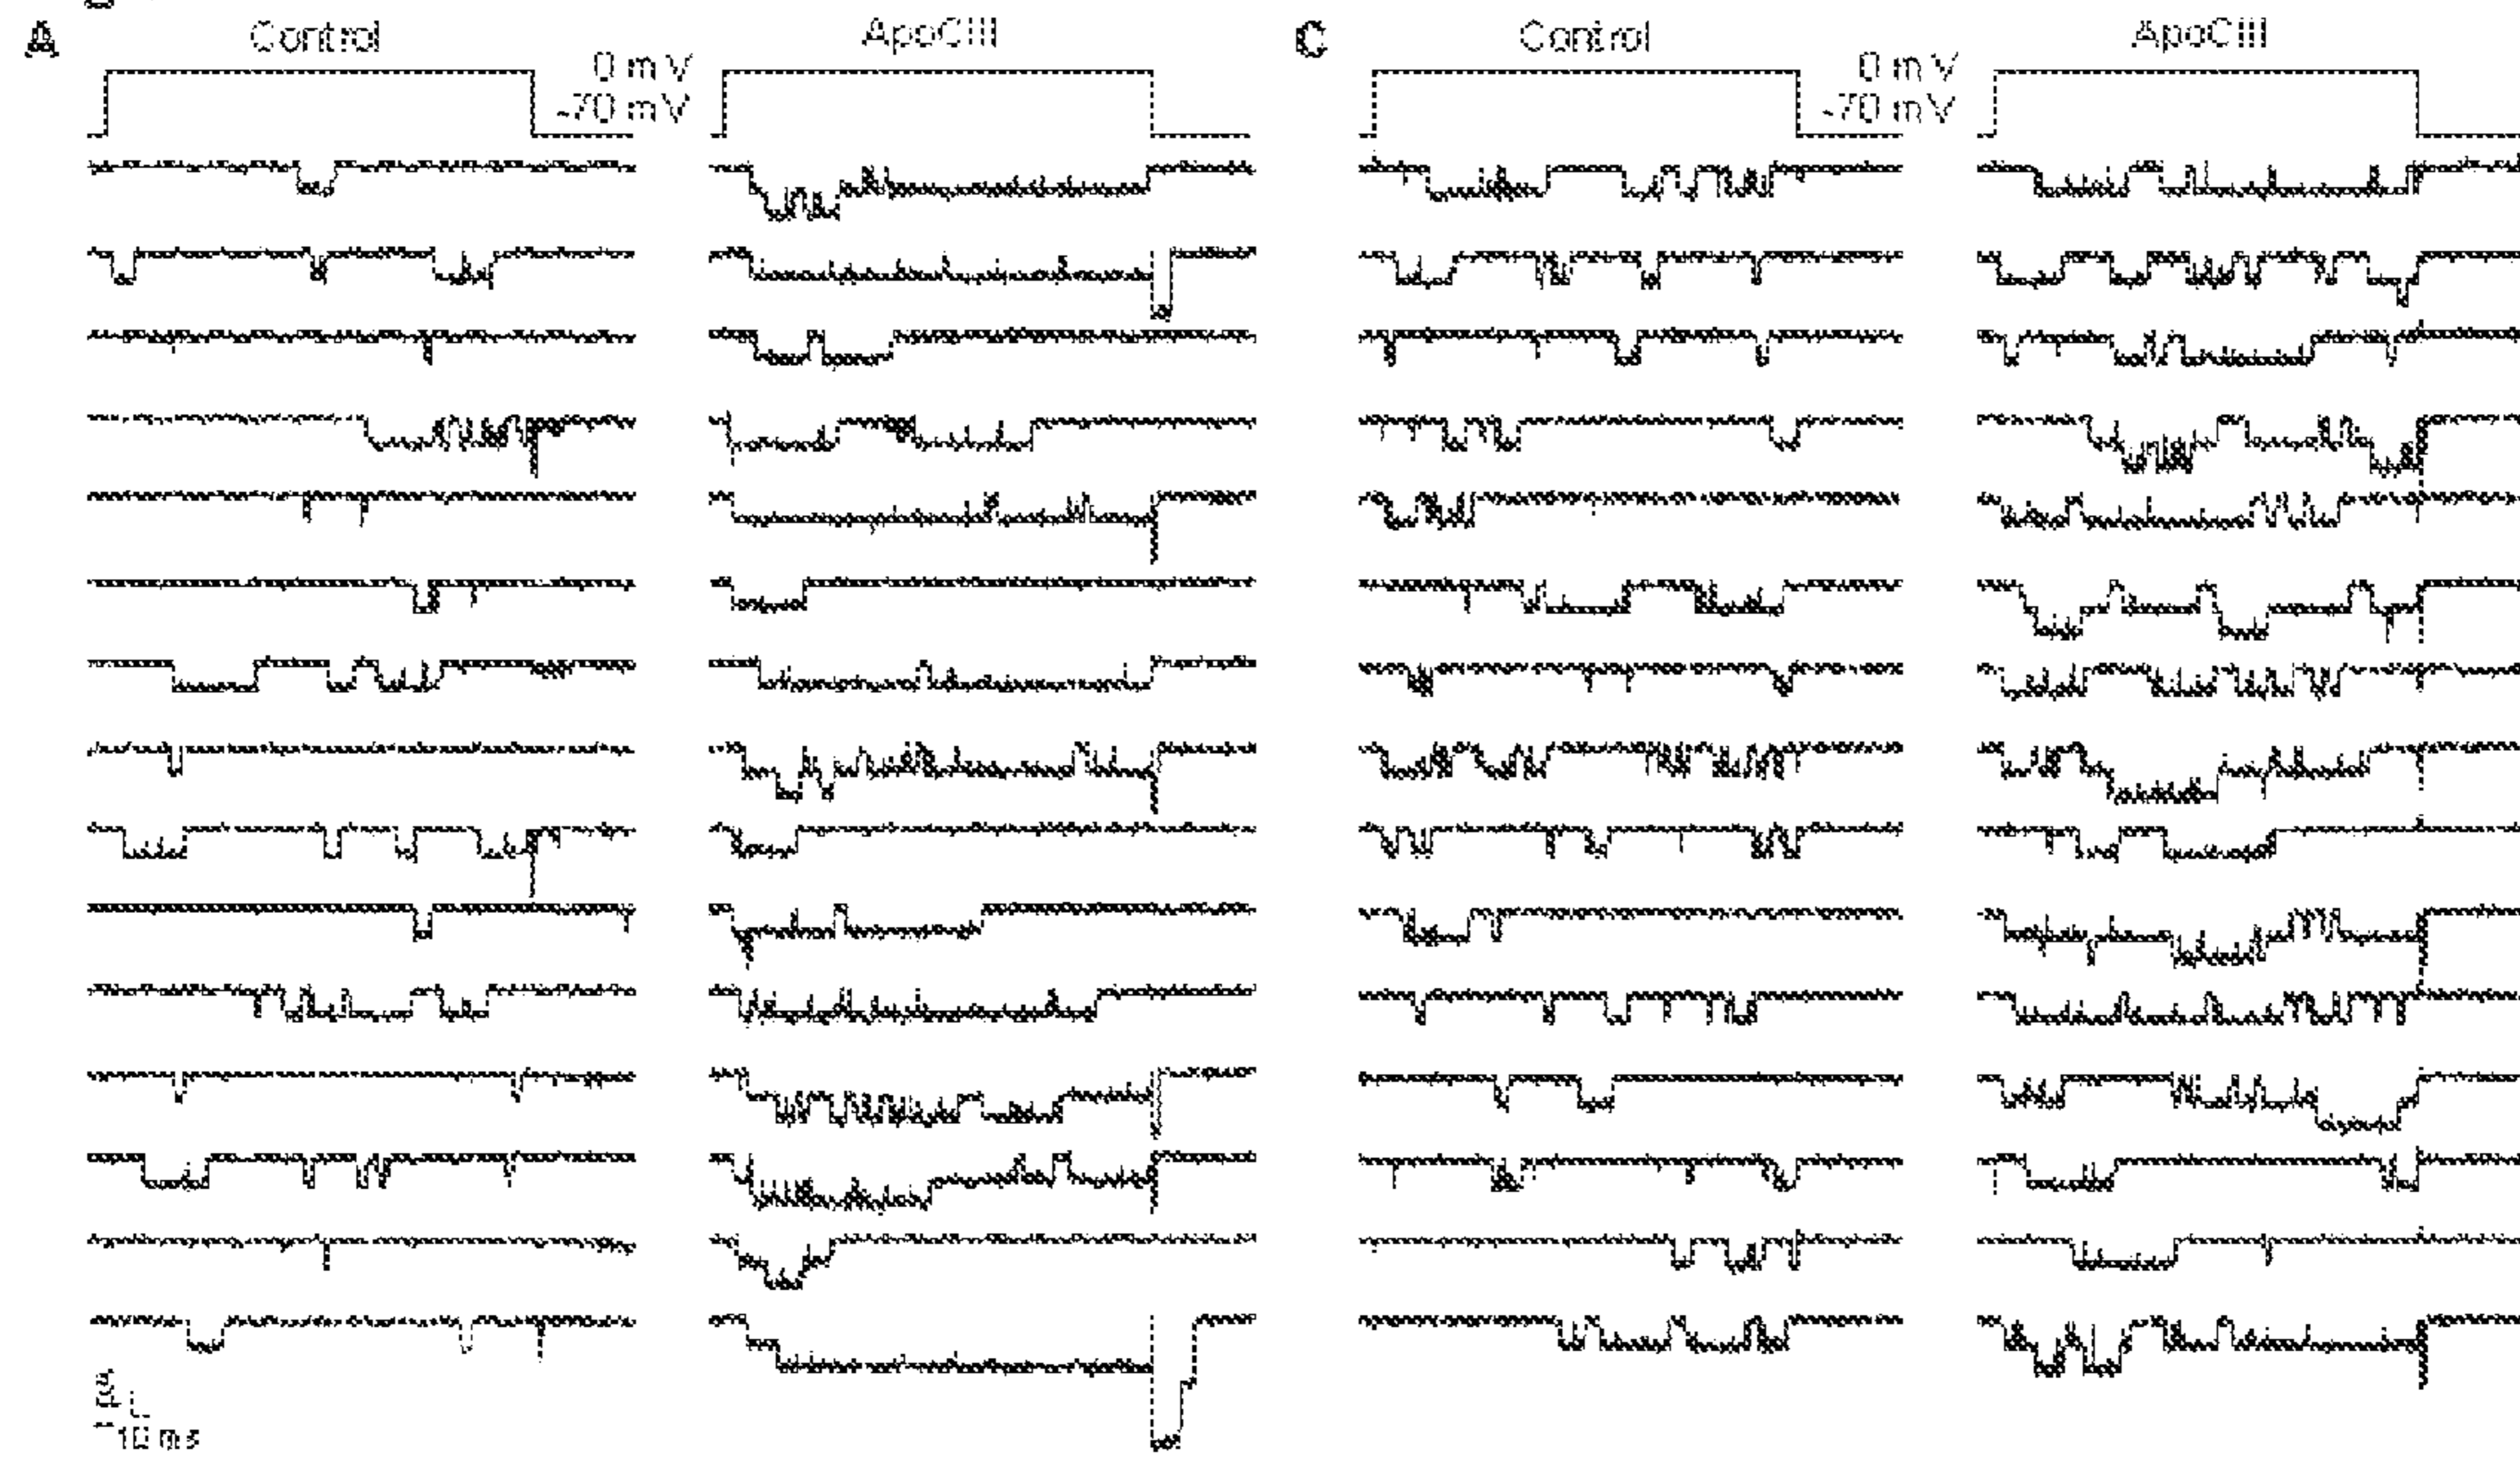 A
Control
ApoCIII
0 mV
-70 mV
C
Control
ApoCIII
0 mV
-70 mV
10 ms